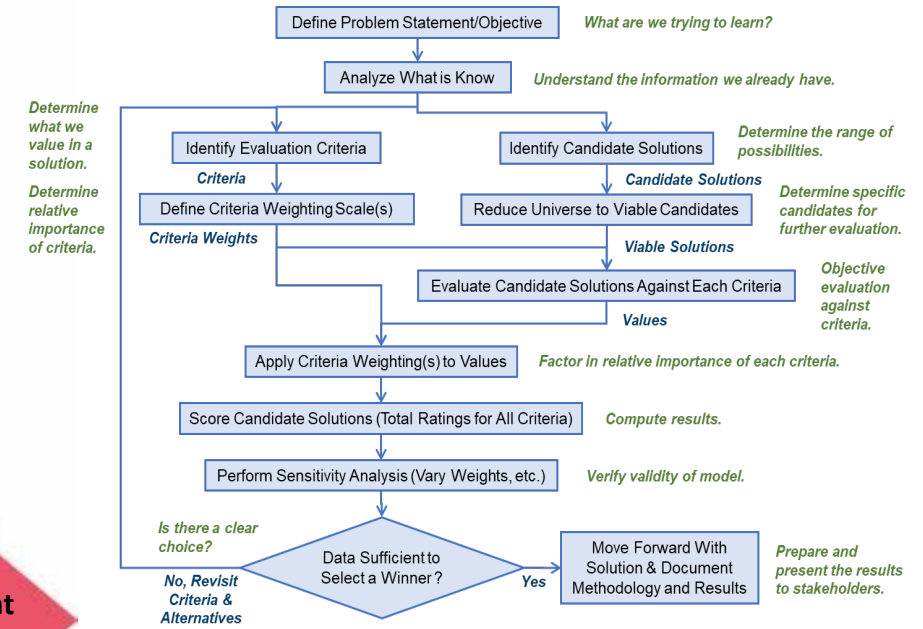 Define Problem Statement/Objective
What are we trying to learn?
Analyze What is Know
Understand the information we already have.
Determine
what we
value in a
solution.
Identify Evaluation Criteria
Identify Candidate Solutions
Determine the range of
possibilities.
Criteria
Candidate Solutions
Determine
relative
importance
of criteria.
Define Criteria Weighting Scale(s)
Reduce Universe to Viable Candidates
Determine specific
candidates for
further evaluation.
Criteria Weights
Viable Solutions
Evaluate Candidate Solutions Against Each Criteria
Objective
evaluation
against
criteria.
Values
Apply Criteria Weighting(s) to Values
Factor in relative importance of each criteria.
Score Candidate Solutions (Total Ratings for All Criteria)
Compute results.
Perform Sensitivity Analysis (Vary Weights, etc.)
Verify validity of model.
Is there a clear
choice?
Data Sufficient to
Select a Winner?
No, Revisit
Criteria &
Alternatives
Yes
Move Forward With
Solution & Document
Methodology and Results
Prepare and
present the results
to stakeholders.